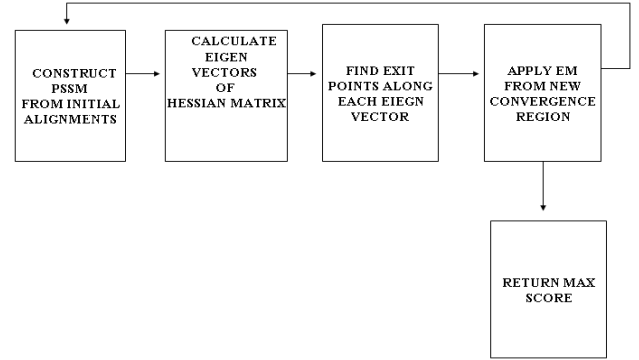 CONSTRUCT
PSSM
FROM INITIAL
ALIGNMENTS
CALCULATE
EIGEN
VECTORS
OF
HESSIAN MATRIX
FIND EXIT
POINTS ALONG
EACH EIEGN
VECTOR
APPLY EM
FROM NEW
CONVERGENCE
REGION
RETURN MAX
SCORE